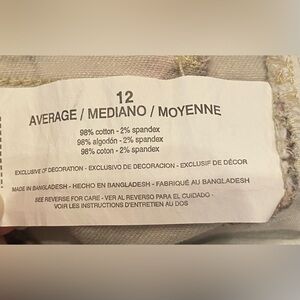 12
AVERAGE / MEDIANO / MOYENNE
98% cotton - 2% spandex
98% algodón - 2% spandex
98% coton - 2% spandex
EXCLUSIVE OF DECORATION - EXCLUSIVO DE DECORACION - EXCLUSIF DE DÉCOR
MADE IN BANGLADESH - HECHO EN BANGLADESH - FABRIQUÉ AU BANGLADESH
SEE REVERSE FOR CARE - VER AL REVERSO PARA EL CUIDADO -
VOIR LES INSTRUCTIONS D'ENTRETIEN AU DOS